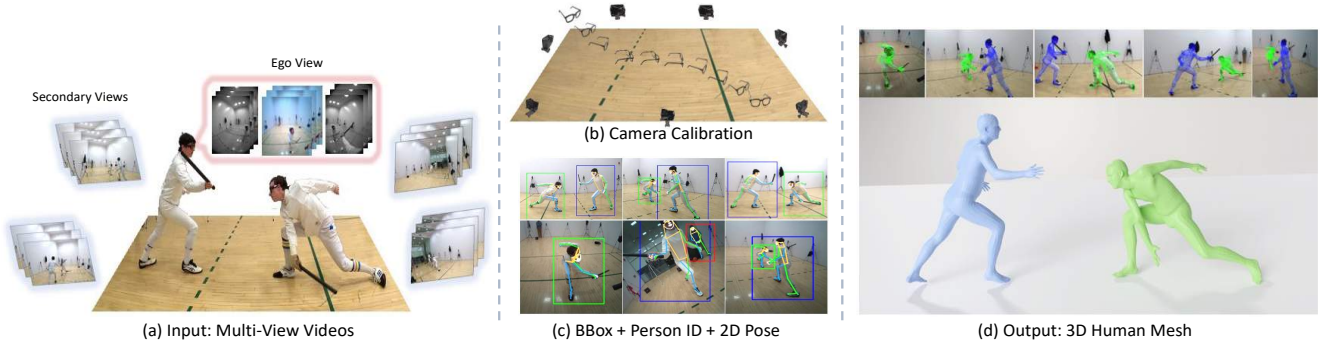 Ego View
Secondary Views
(a) Input: Multi-View Videos
(b) Camera Calibration
(c) BBox + Person ID + 2D Pose
(d) Output: 3D Human Mesh